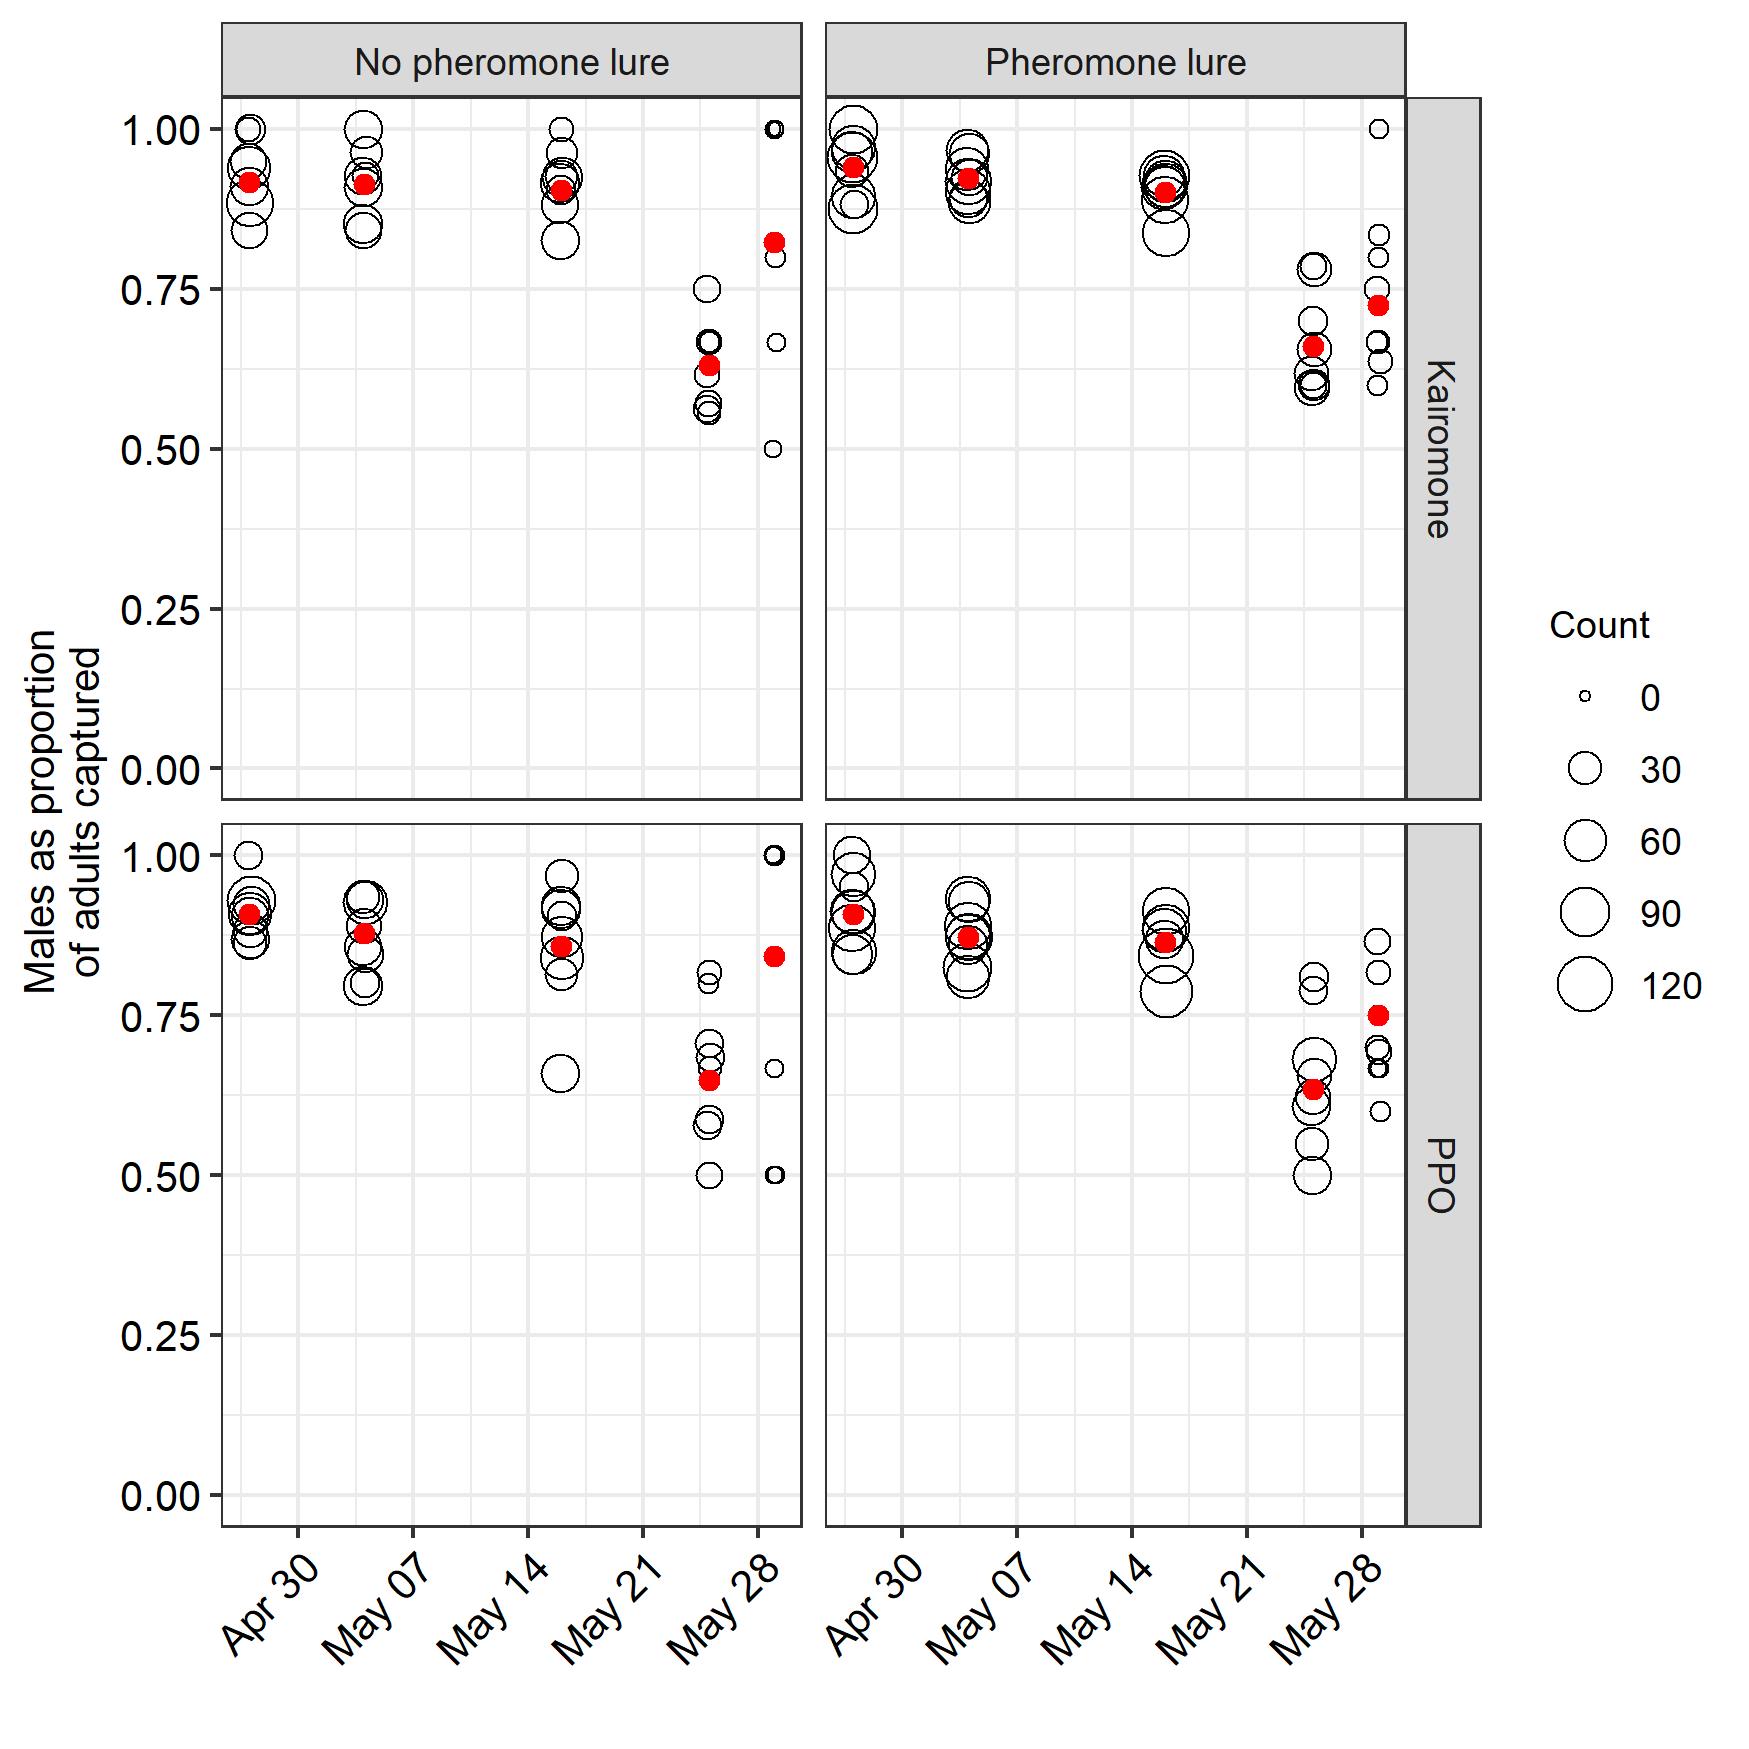 No pheromone lure
Pheromone lure
1.00
0.75
0.50
0.25
0.00
Kairomone
1.00
0.75
0.50
0.25
0.00
PPO
Males as proportion
of adults captured
Apr 30
May 07
May 14
May 21
May 28
Apr 30
May 07
May 14
May 21
May 28
Count
0
30
60
90
120